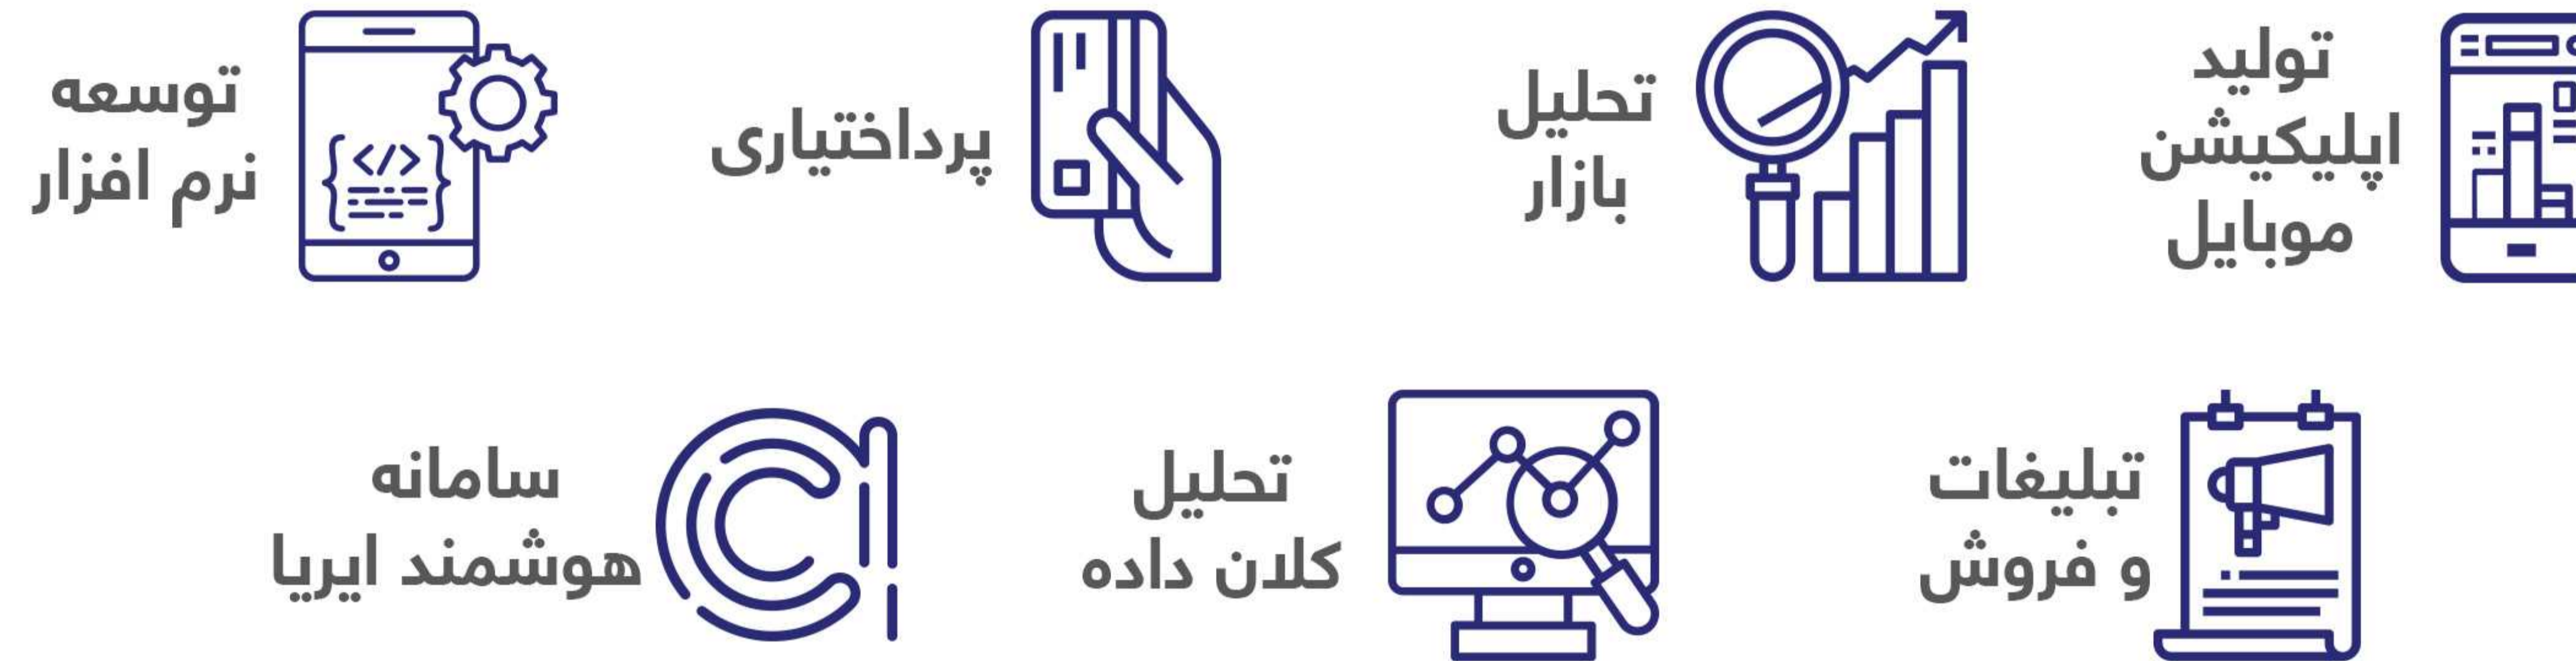 تولید
اپلیکیشن
موبایل
تحلیل
بازار
پرداختیاری
توسعه
نرم افزار
تبلیغات
و فروش
تحلیل
کلان داده
سامانه
هوشمند ایریا